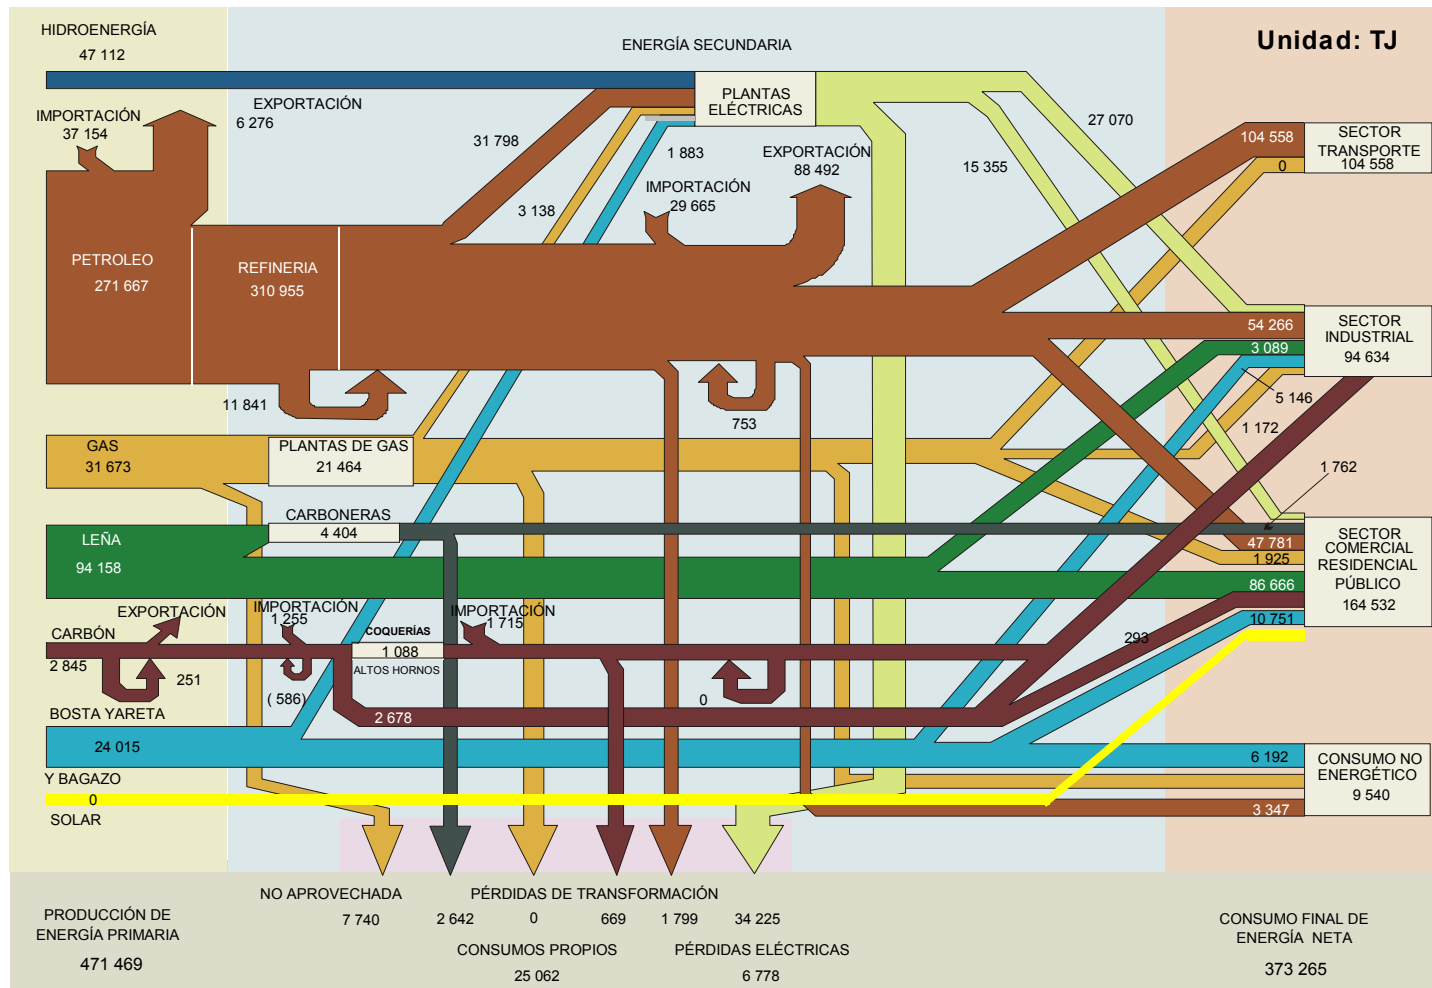 HIDROENERGÍA
47 112
ENERGÍA SECUNDARIA
Unidad: TJ
PLANTAS
ELÉCTRICAS
EXPORTACIÓN
6 276
IMPORTACIÓN
37 154
31 798
1 883
EXPORTACIÓN
88 492
IMPORTACIÓN
29 665
3 138
27 070
15 355
104 558
0
SECTOR
TRANSPORTE
104 558
PETROLEO
271 667
REFINERIA
310 955
54 266
3 089
SECTOR
INDUSTRIAL
94 634
11 841
753
5 146
1 172
GAS
31 673
PLANTAS DE GAS
21 464
1 762
CARBONERAS
4 404
LEÑA
94 158
47 781
1 925
86 666
10 751
SECTOR
COMERCIAL
RESIDENCIAL
PÚBLICO
164 532
EXPORTACIÓN
IMPORTACIÓN
1 255
IMPORTACIÓN
1 715
CARBÓN
2 845
251
( 586)
COQUERÍAS
1 088
ALTOS HORNOS
293
0
2 678
BOSTA YARETA
24 015
Y BAGAZO
0
SOLAR
6 192
3 347
CONSUMO NO
ENERGÉTICO
9 540
NO APROVECHADA
7 740
PÉRDIDAS DE TRANSFORMACIÓN
2 642
0
669
1 799
34 225
CONSUMOS PROPIOS
25 062
PÉRDIDAS ELÉCTRICAS
6 778
PRODUCCIÓN DE
ENERGÍA PRIMARIA
471 469
CONSUMO FINAL DE
ENERGÍA NETA
373 265